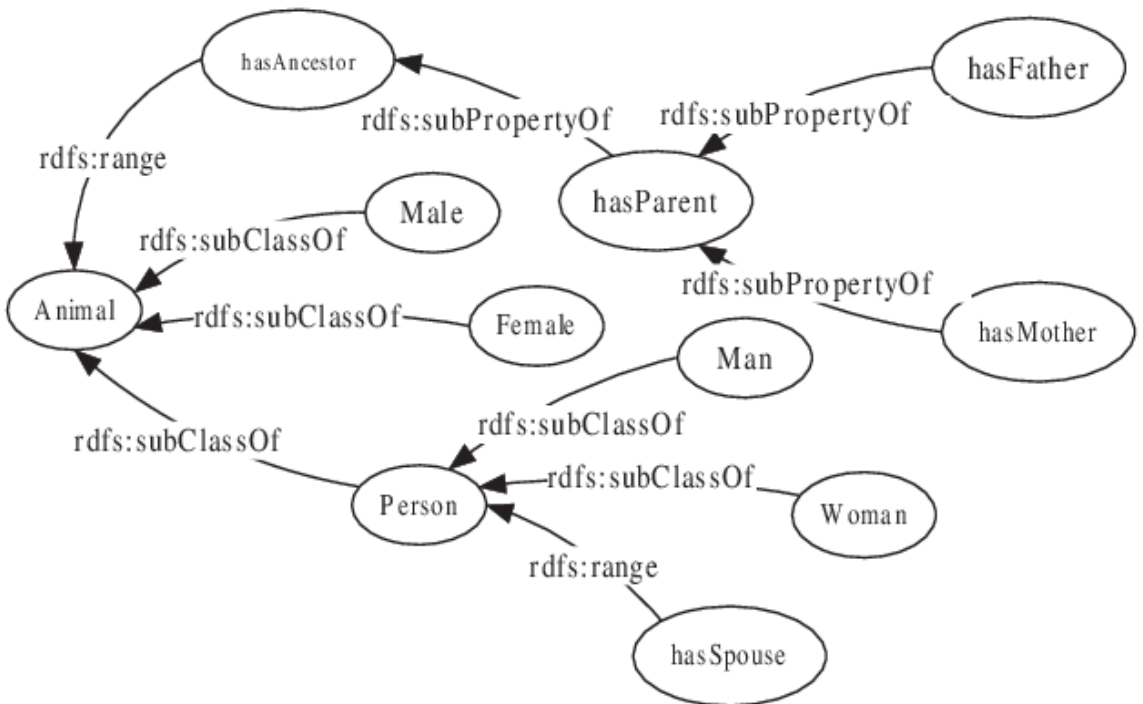 hasAncestor
hasFather
rdfs:subPropertyOf
rdfs:subPropertyOf
rdfs:range
hasParent
Male
rdfs:subClassOf
rdfs:subPropertyOf
Animal
rdfs:subClassOf
Female
hasMother
Man
rdfs:subClassOf
rdfs:subClassOf
rdfs:subClassOf
Person
Woman
rdfs:range
hasSpouse